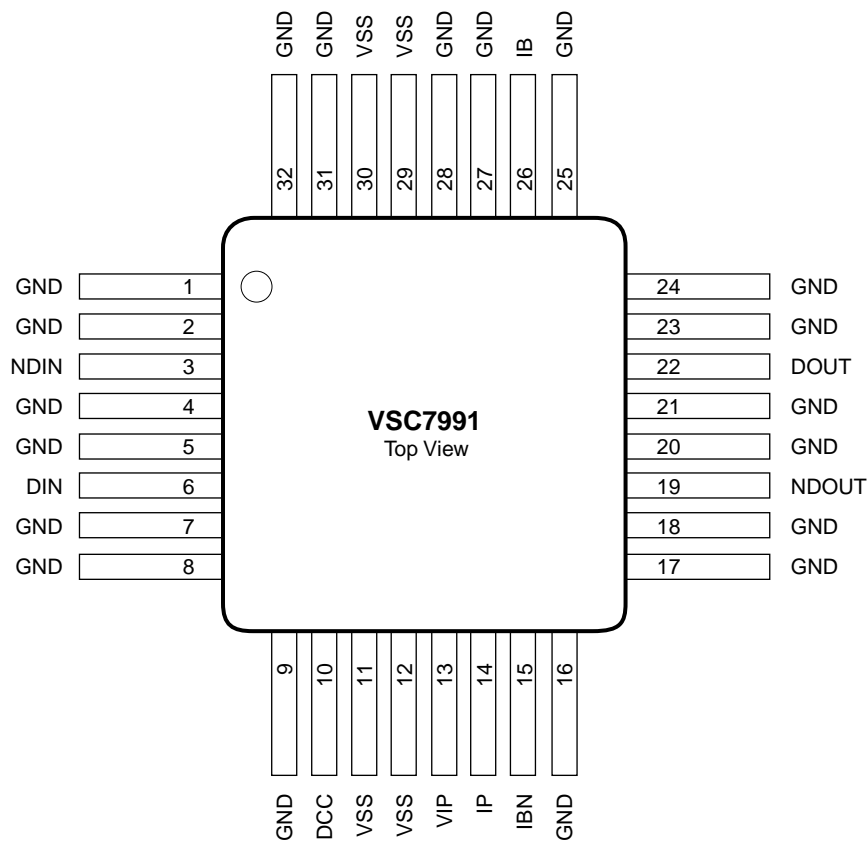 GND GND VSS VSS GND GND IB GND
32 31 30 29 28 27 26 25
GND 1 24 GND
GND 2 23 GND
NDIN 3 22 DOUT
GND 4 21 GND
VSC7991
Top View
GND 5 20 GND
DIN 6 19 NDOUT
GND 7 18 GND
GND 8 17 GND
9 10 11 12 13 14 15 16
GND DCC VSS VSS VIP IP IBN GND